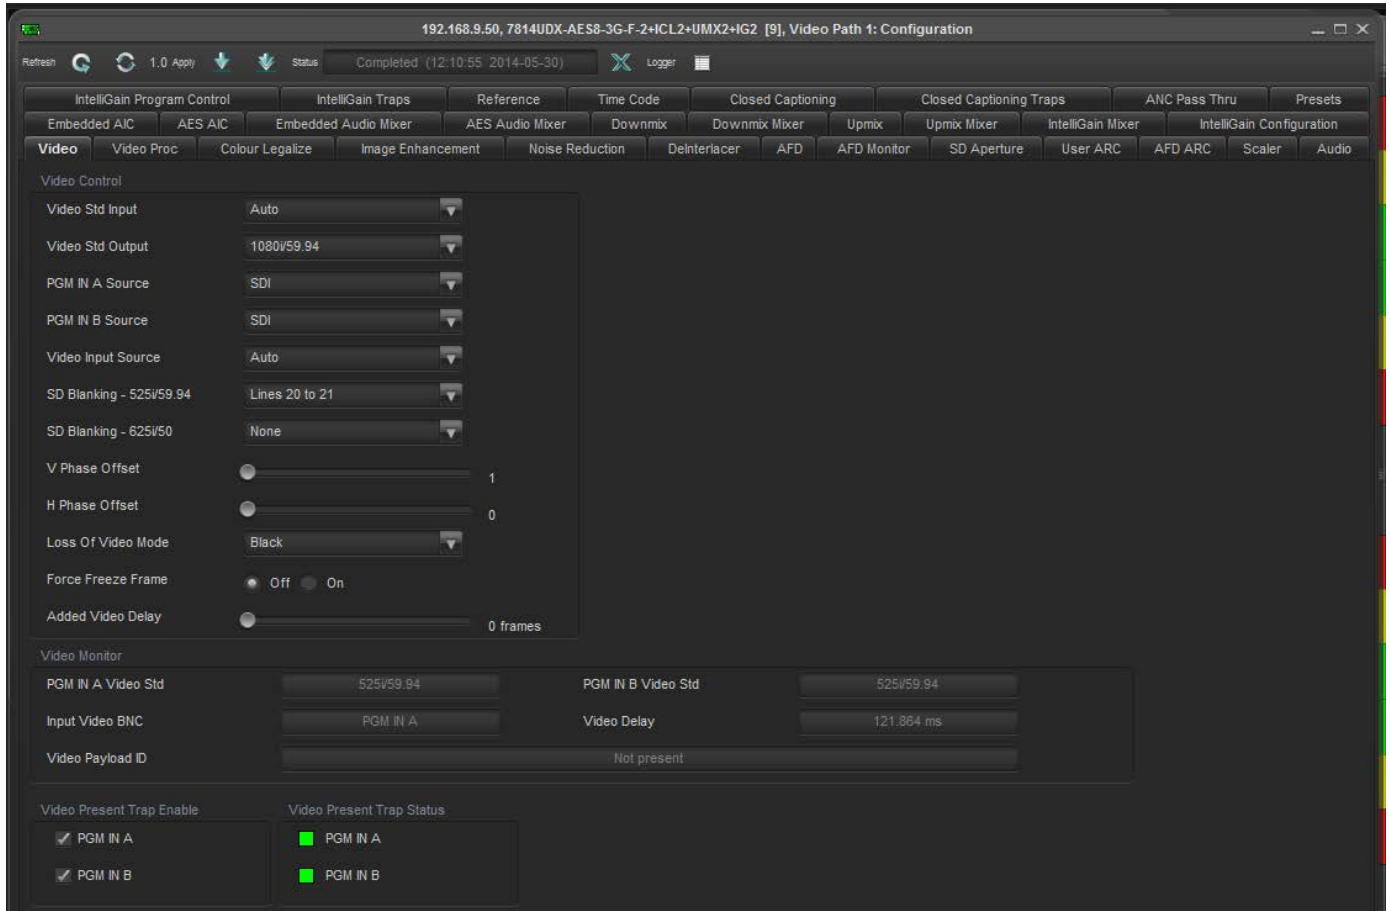 192.168.9.50, 7814UDX-AES8-3G-F-2+ICL2+UMX2+IG2 [9], Video Path 1: Configuration
Refresh 1.0 Apply Status Completed (12:10:55 2014-05-30) Logger
IntelliGain Program Control IntelliGain Traps Reference Time Code Closed Captioning Closed Captioning Traps ANC Pass Thru Presets
Embedded AIC AES AIC Embedded Audio Mixer AES Audio Mixer Downmix Downmix Mixer Upmix Upmix Mixer IntelliGain Mixer IntelliGain Configuration
Video Video Proc Colour Legalize Image Enhancement Noise Reduction DeInterlacer AFD AFD Monitor SD Aperture User ARC AFD ARC Scaler Audio
Video Control
Video Std Input Auto
Video Std Output 1080i/59.94
PGM IN A Source SDI
PGM IN B Source SDI
Video Input Source Auto
SD Blanking - 525i/59.94 Lines 20 to 21
SD Blanking - 625i/50 None
V Phase Offset 1
H Phase Offset 0
Loss Of Video Mode Black
Force Freeze Frame Off On
Added Video Delay 0 frames
Video Monitor
PGM IN A Video Std 525i/59.94 PGM IN B Video Std 525i/59.94
Input Video BNC PGM IN A Video Delay 121.864 ms
Video Payload ID Not present
Video Present Trap Enable Video Present Trap Status
PGM IN A PGM IN A
PGM IN B PGM IN B